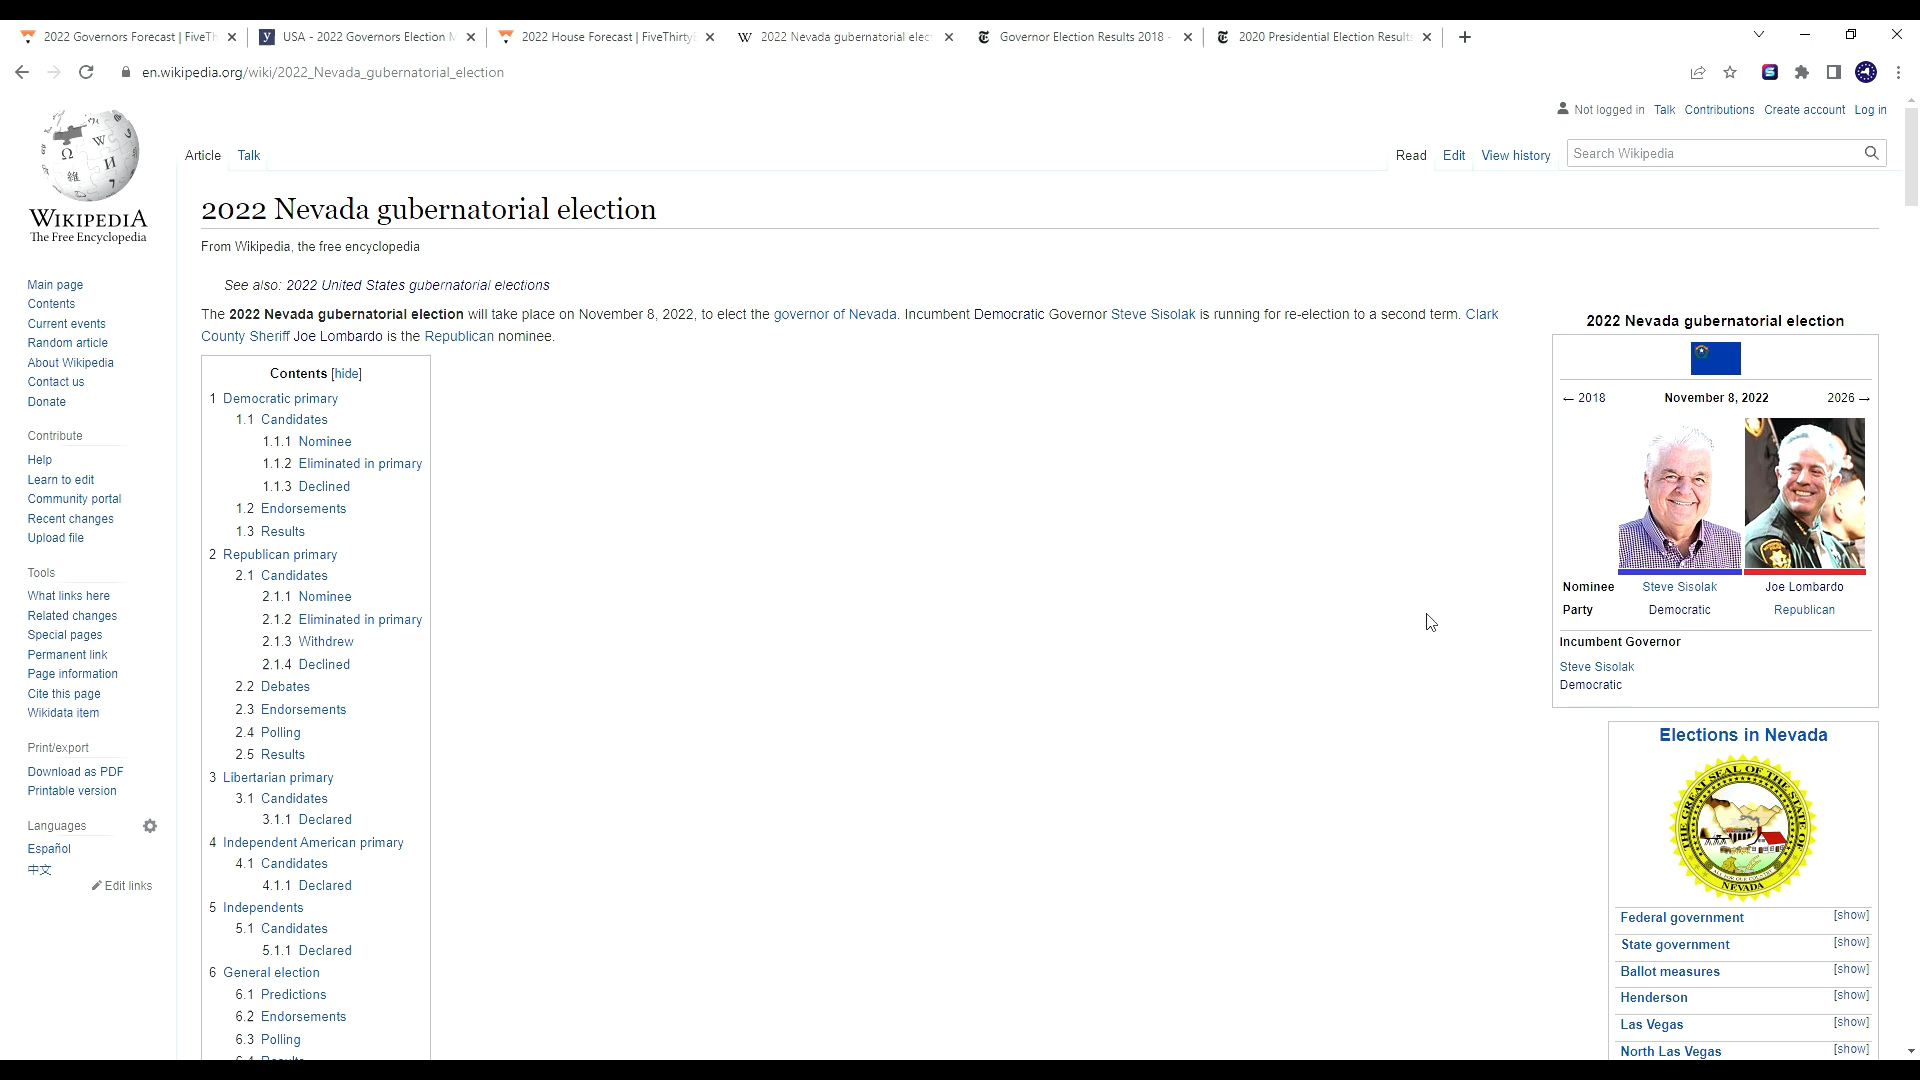 2022 Governors Forecast | FiveTh
USA - 2022 Governors Election M
2022 House Forecast | FiveThirty
2022 Nevada gubernatorial elec
Governor Election Results 2018 -
2020 Presidential Election Results
en.wikipedia.org/wiki/2022_Nevada_gubernatorial_election
Not logged in Talk Contributions Create account Log in
Article Talk
Read Edit View history
Search Wikipedia
WIKIPEDIA
The Free Encyclopedia
Main page
Contents
Current events
Random article
About Wikipedia
Contact us
Donate
Contribute
Help
Learn to edit
Community portal
Recent changes
Upload file
Tools
What links here
Related changes
Special pages
Permanent link
Page information
Cite this page
Wikidata item
Print/export
Download as PDF
Printable version
Languages
Español
中文
Edit links
2022 Nevada gubernatorial election
From Wikipedia, the free encyclopedia
See also: 2022 United States gubernatorial elections
The 2022 Nevada gubernatorial election will take place on November 8, 2022, to elect the governor of Nevada. Incumbent Democratic Governor Steve Sisolak is running for re-election to a second term. Clark
County Sheriff Joe Lombardo is the Republican nominee.
Contents [hide]
1 Democratic primary
1.1 Candidates
1.1.1 Nominee
1.1.2 Eliminated in primary
1.1.3 Declined
1.2 Endorsements
1.3 Results
2 Republican primary
2.1 Candidates
2.1.1 Nominee
2.1.2 Eliminated in primary
2.1.3 Withdrew
2.1.4 Declined
2.2 Debates
2.3 Endorsements
2.4 Polling
2.5 Results
3 Libertarian primary
3.1 Candidates
3.1.1 Declared
4 Independent American primary
4.1 Candidates
4.1.1 Declared
5 Independents
5.1 Candidates
5.1.1 Declared
6 General election
6.1 Predictions
6.2 Endorsements
6.3 Polling
2022 Nevada gubernatorial election
← 2018 November 8, 2022 2026 →
Nominee Steve Sisolak Joe Lombardo
Party Democratic Republican
Incumbent Governor
Steve Sisolak
Democratic
Elections in Nevada
THE GREAT SEAL OF THE STATE OF
NEVADA
Federal government [show]
State government [show]
Ballot measures [show]
Henderson [show]
Las Vegas [show]
North Las Vegas [show]